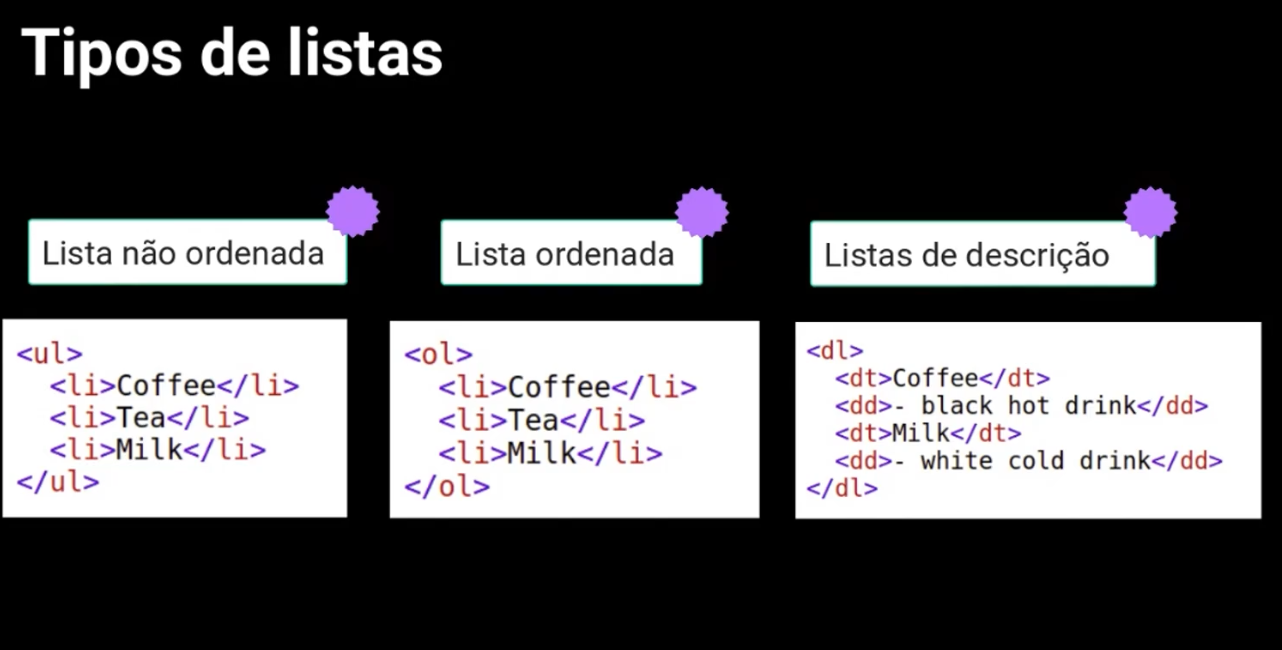 Tipos de listas
Lista não ordenada
<ul>
  <li>Coffee</li>
  <li>Tea</li>
  <li>Milk</li>
</ul>
Lista ordenada
<ol>
  <li>Coffee</li>
  <li>Tea</li>
  <li>Milk</li>
</ol>
Listas de descrição
<dl>
  <dt>Coffee</dt>
  <dd>- black hot drink</dd>
  <dt>Milk</dt>
  <dd>- white cold drink</dd>
</dl>